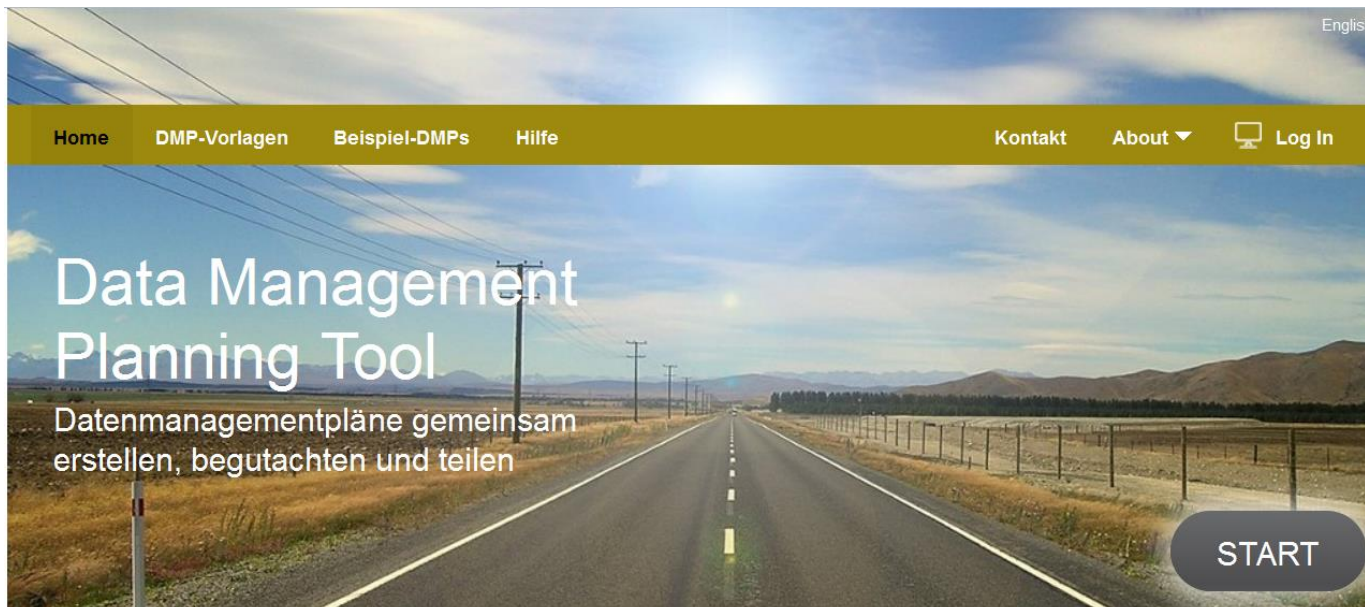 Englis
Home DMP-Vorlagen Beispiel-DMPs Hilfe Kontakt About Log In
Data Management
Planning Tool
Datenmanagementpläne gemeinsam
erstellen, begutachten und teilen
START